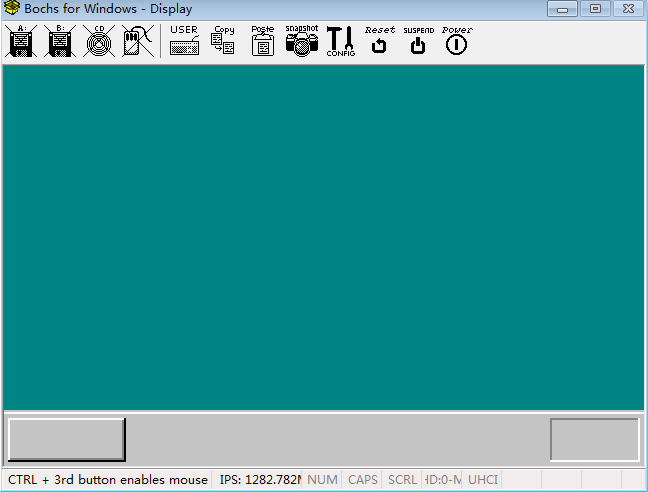 Bochs for Windows - Display
A: B: CD USER Copy Paste snapshot CONFIG Reset SUSPEND Power
CTRL + 3rd button enables mouse IPS: 1282.782M NUM CAPS SCRL HD:0-M UHCI